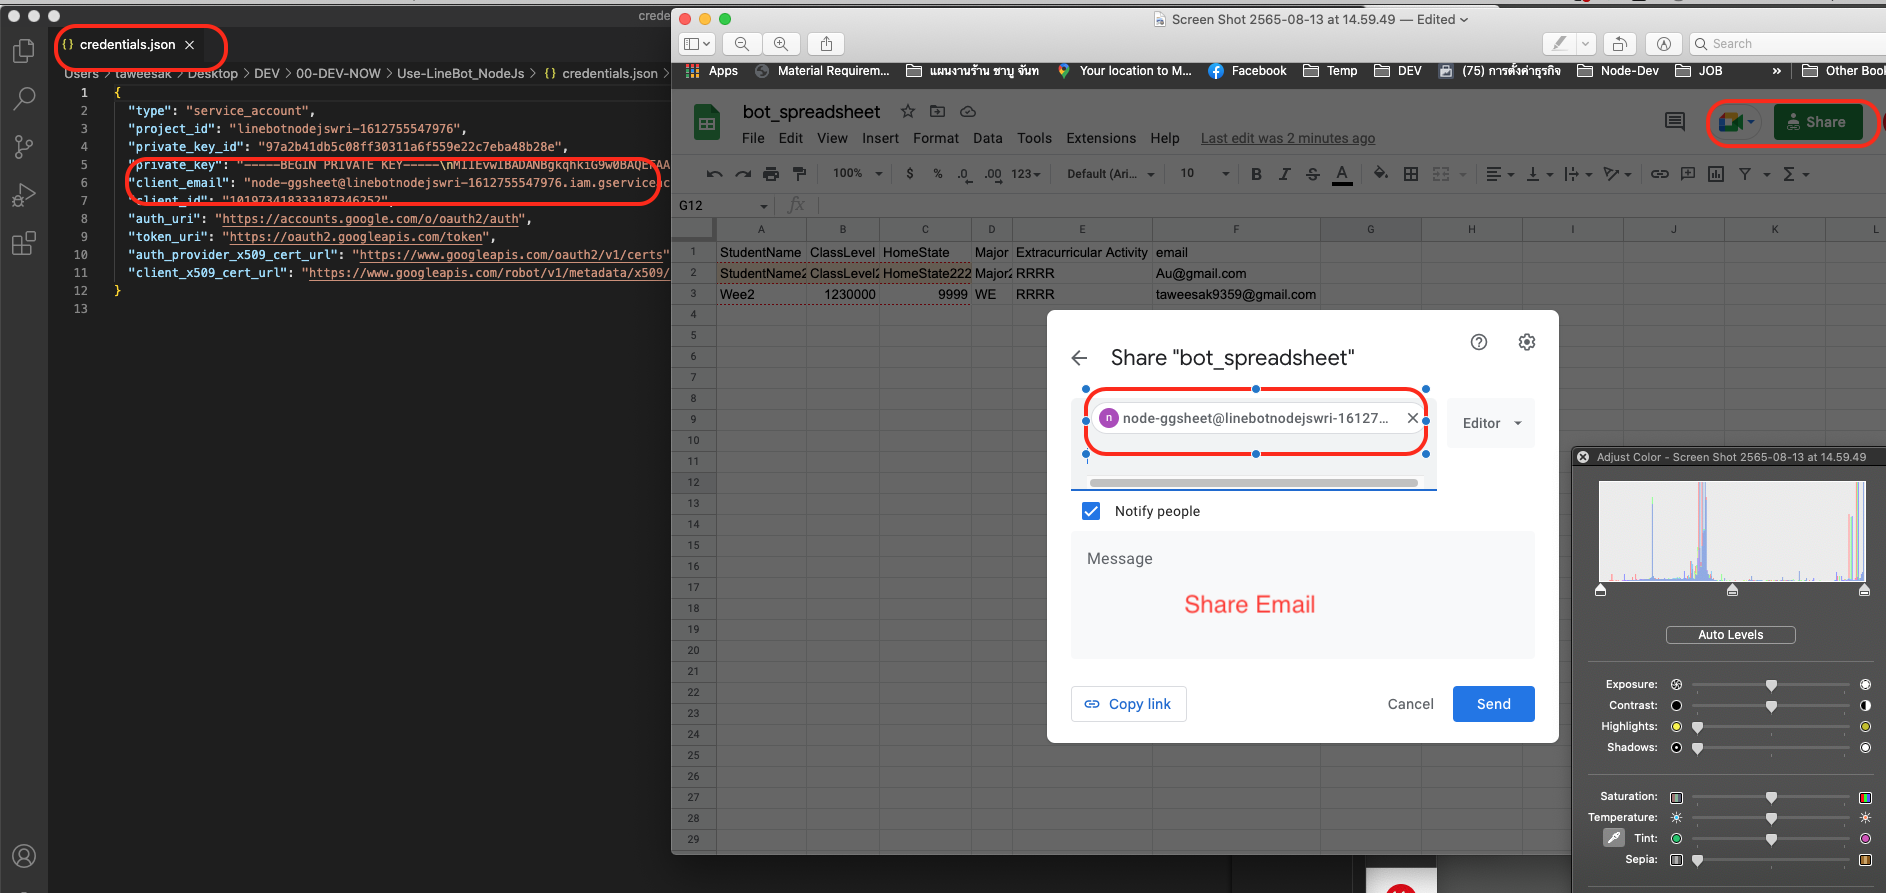 crede
credentials.json
Users > taweesak > Desktop > DEV > 00-DEV-NOW > Use-LineBot_NodeJs > {} credentials.json >
1 {
2 "type": "service_account",
3 "project_id": "linebotnodejswri-1612755547976",
4 "private_key_id": "97a2b41db5c08ff30311a6f559e22c7eba48b28e",
5 "private_key": "-----BEGIN PRIVATE KEY-----\nMIIEvwIBADANBgkqhkiG9w0BAQEFAA
6 "client_email": "node-ggsheet@linebotnodejswri-1612755547976.iam.gserviceac
7 "client_id": "101973418333187346252",
8 "auth_uri": "https://accounts.google.com/o/oauth2/auth",
9 "token_uri": "https://oauth2.googleapis.com/token",
10 "auth_provider_x509_cert_url": "https://www.googleapis.com/oauth2/v1/certs"
11 "client_x509_cert_url": "https://www.googleapis.com/robot/v1/metadata/x509/
12 }
13
Screen Shot 2565-08-13 at 14.59.49 — Edited
Search
Apps Material Requirem... แผนงานร้าน ชาบู จันท Your location to M... Facebook Temp DEV (75) การตั้งค่าธุรกิจ Node-Dev JOB » Other Bool
bot_spreadsheet
File Edit View Insert Format Data Tools Extensions Help Last edit was 2 minutes ago
Share
100% $ % .0 .00 123 Default (Ari... 10 B I S A
G12 fx
A B C D E F G H I J K L
1 StudentName ClassLevel HomeState Major Extracurricular Activity email
2 StudentName2 ClassLevel2 HomeState222 Major2 RRRR Au@gmail.com
3 Wee2 1230000 9999 WE RRRR taweesak9359@gmail.com
4
5
6
7
8
9
10
11
12
13
14
15
16
17
18
19
20
21
22
23
24
25
26
27
28
29
Share "bot_spreadsheet"
n node-ggsheet@linebotnodejswri-16127...
Editor
Notify people
Message
Share Email
Copy link
Cancel
Send
Adjust Color - Screen Shot 2565-08-13 at 14.59.49
Auto Levels
Exposure:
Contrast:
Highlights:
Shadows:
Saturation:
Temperature:
Tint:
Sepia: